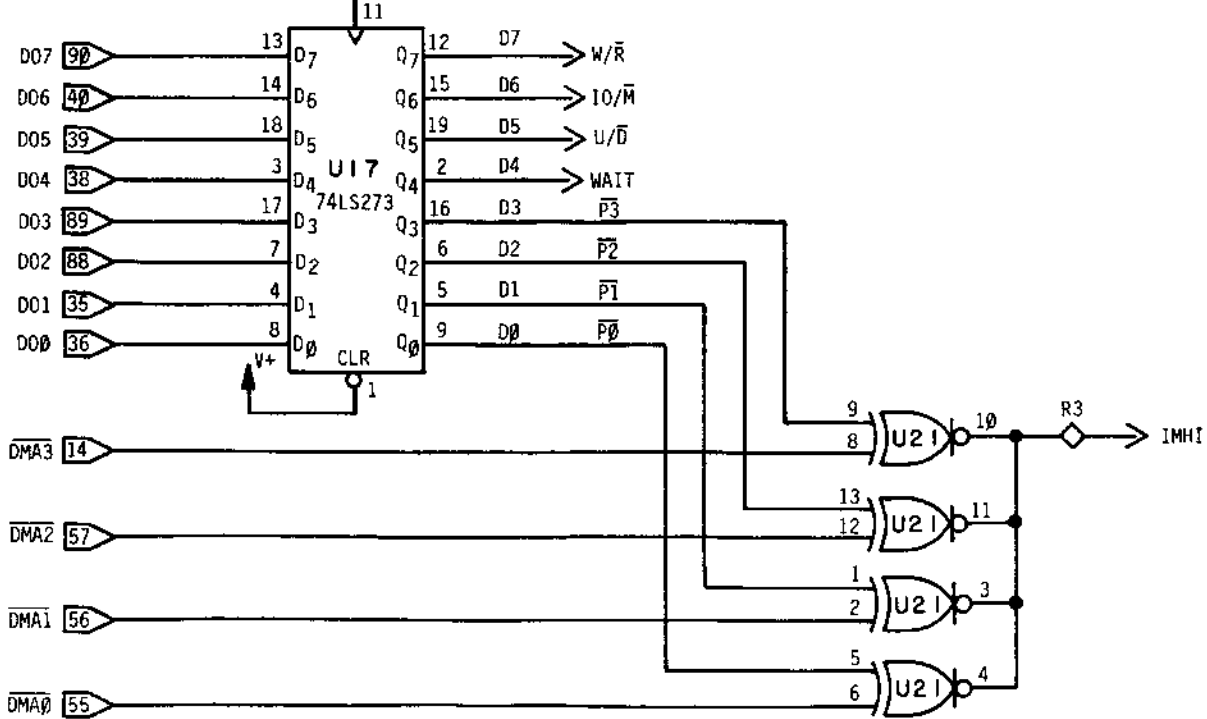 11
DO7 90 13 D7 Q7 12 D7 W/R̅
DO6 40 14 D6 Q6 15 D6 IO/M̅
DO5 39 18 D5 Q5 19 D5 U/D̅
DO4 38 3 D4 Q4 2 D4 WAIT
U17
74LS273
DO3 89 17 D3 Q3 16 D3 P̅3̅
DO2 88 7 D2 Q2 6 D2 P̅2̅
DO1 35 4 D1 Q1 5 D1 P̅1̅
DOØ 36 8 DØ QØ 9 DØ P̅Ø̅
V+ CLR
1
D̅M̅A̅3̅ 14 9 8 U21 10 R3 IMHI
D̅M̅A̅2̅ 57 13 12 U21 11
D̅M̅A̅1̅ 56 1 2 U21 3
D̅M̅A̅Ø̅ 55 5 6 U21 4